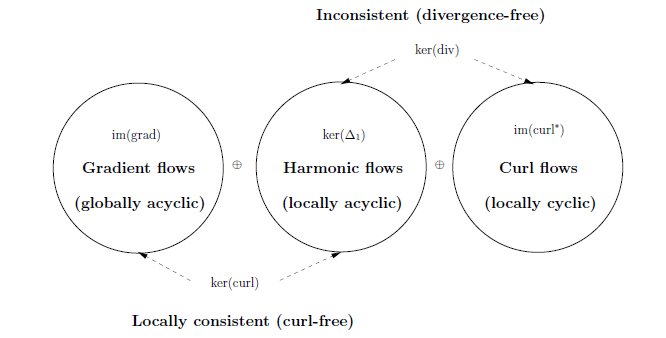 Inconsistent (divergence-free)
ker(div)
im(grad)
Gradient flows
(globally acyclic)
⊕
ker(Δ₁)
Harmonic flows
(locally acyclic)
⊕
im(curl*)
Curl flows
(locally cyclic)
ker(curl)
Locally consistent (curl-free)